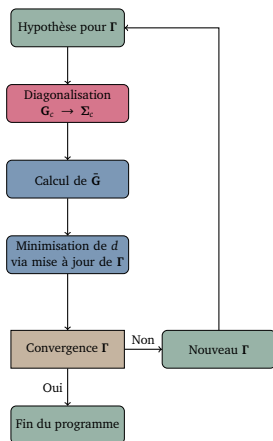 Hypothèse pour Γ
Diagonalisation
G_c → Σ_c
Calcul de G̃
Minimisation de d
via mise à jour de Γ
Convergence Γ
Non
Nouveau Γ
Oui
Fin du programme